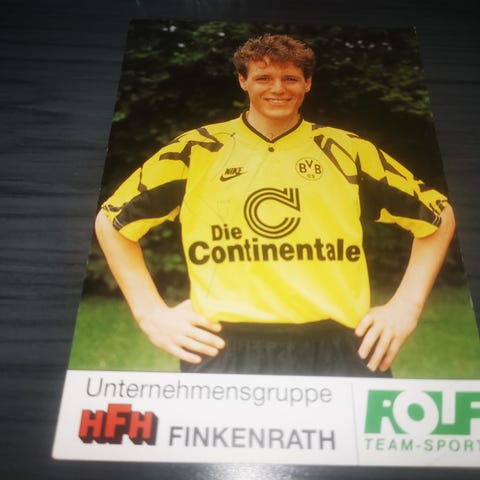 NIKE
BVB
09
Die
Continentale
Unternehmensgruppe
HFH FINKENRATH
ROLF
TEAM-SPORT